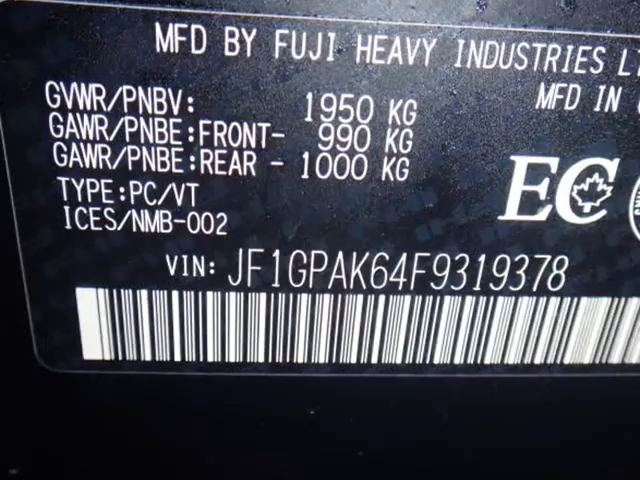 MFD BY FUJI HEAVY INDUSTRIES
MFD IN
GVWR/PNBV: 1950 KG
GAWR/PNBE:FRONT- 990 KG
GAWR/PNBE:REAR - 1000 KG
TYPE:PC/VT
ICES/NMB-002
EC
VIN: JF1GPAK64F9319378